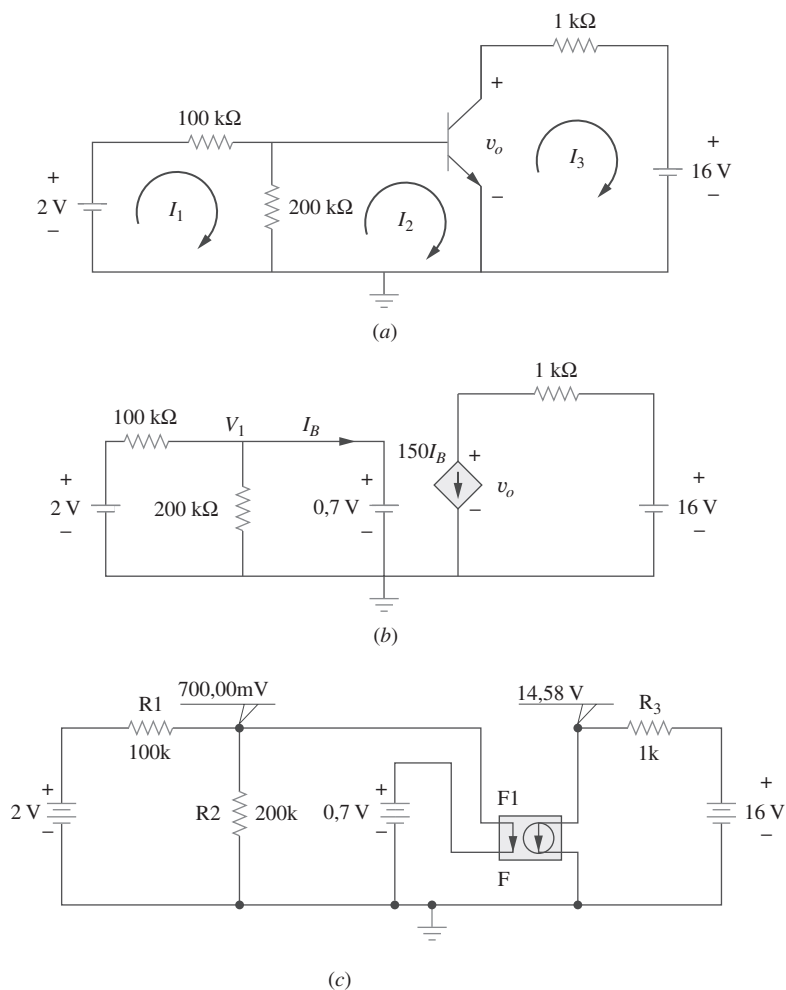 1 kΩ
+
100 kΩ
v_o
I_3
+
16 V
–
+
2 V
–
I_1
200 kΩ
I_2
–
(a)
1 kΩ
100 kΩ
V_1
I_B
150I_B
+
+
2 V
–
200 kΩ
+
0,7 V
–
–
v_o
+
16 V
–
(b)
700,00mV
14,58 V
R1
R_3
100k
1k
+
2 V
–
R2
200k
+
0,7 V
–
F1
F
+
16 V
–
(c)